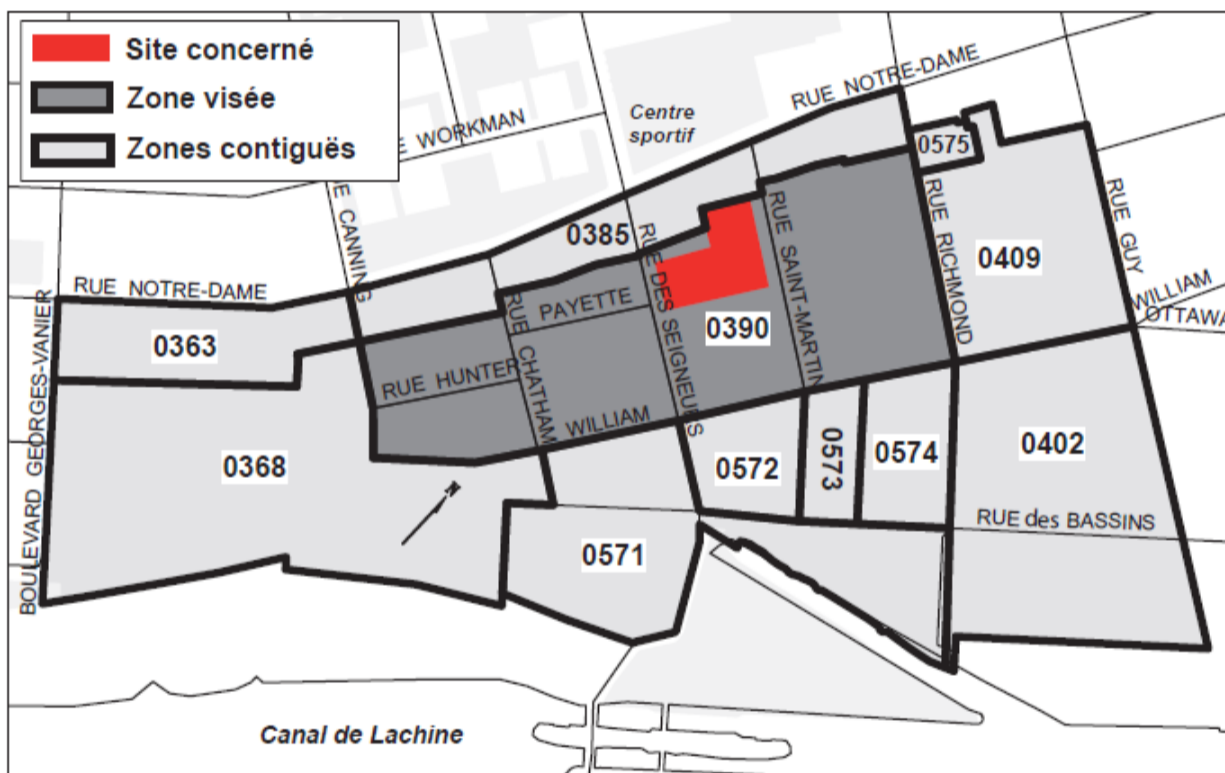 Site concerné
Zone visée
Zones contiguës
WORKMAN
Centre
sportif
RUE NOTRE-DAME
0575
CANNING
0385
RUE DES SEIGNEURS
RUE SAINT-MARTIN
RUE RICHMOND
0409
RUE GUY
RUE NOTRE-DAME
0363
RUE CHATHAM
PAYETTE
0390
WILLIAM
OTTAWA
BOULEVARD GEORGES-VANIER
RUE HUNTER
WILLIAM
0368
0572
0573
0574
0402
N
RUE des BASSINS
0571
Canal de Lachine